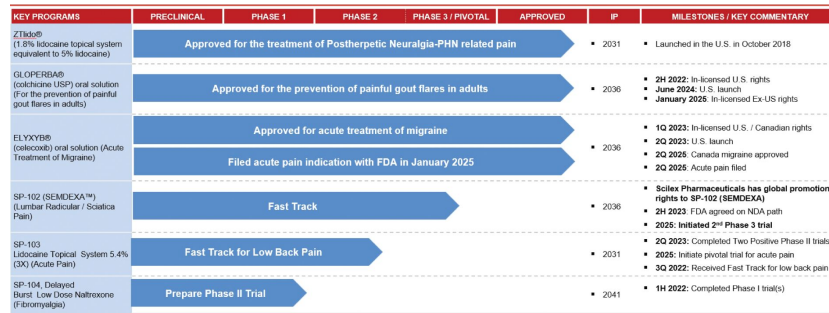 KEY PROGRAMS PRECLINICAL PHASE 1 PHASE 2 PHASE 3 / PIVOTAL APPROVED IP MILESTONES / KEY COMMENTARY
ZTlido®
(1.8% lidocaine topical system
equivalent to 5% lidocaine)
Approved for the treatment of Postherpetic Neuralgia-PHN related pain
▪ 2031
▪ Launched in the U.S. in October 2018
GLOPERBA®
(colchicine USP) oral solution
(For the prevention of painful
gout flares in adults)
Approved for the prevention of painful gout flares in adults
▪ 2036
▪ 2H 2022: In-licensed U.S. rights
▪ June 2024: U.S. launch
▪ January 2025: In-licensed Ex-US rights
ELYXYB®
(celecoxib) oral solution (Acute
Treatment of Migraine)
Approved for acute treatment of migraine
Filed acute pain indication with FDA in January 2025
▪ 2036
▪ 1Q 2023: In-licensed U.S. / Canadian rights
▪ 2Q 2023: U.S. launch
▪ 2Q 2025: Canada migraine approved
▪ 2Q 2025: Acute pain filed
SP-102 (SEMDEXA™)
(Lumbar Radicular / Sciatica
Pain)
Fast Track
▪ 2036
▪ Scilex Pharmaceuticals has global promotion
rights to SP-102 (SEMDEXA)
▪ 2H 2023: FDA agreed on NDA path
▪ 2025: Initiated 2nd Phase 3 trial
SP-103
Lidocaine Topical System 5.4%
(3X) (Acute Pain)
Fast Track for Low Back Pain
▪ 2031
▪ 2Q 2023: Completed Two Positive Phase II trials
▪ 2025: Initiate pivotal trial for acute pain
▪ 3Q 2022: Received Fast Track for low back pain
SP-104, Delayed
Burst Low Dose Naltrexone
(Fibromyalgia)
Prepare Phase II Trial
▪ 2041
▪ 1H 2022: Completed Phase I trial(s)